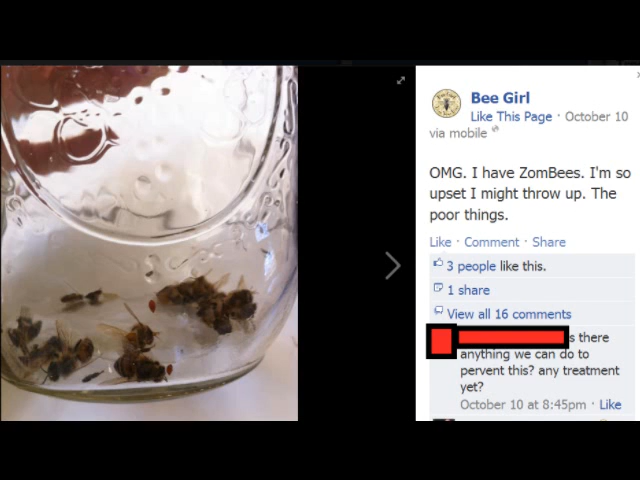 Bee Girl
Like This Page · October 10
via mobile
OMG. I have ZomBees. I'm so
upset I might throw up. The
poor things.
Like · Comment · Share
3 people like this.
1 share
View all 16 comments
s there
anything we can do to
pervent this? any treatment
yet?
October 10 at 8:45pm · Like